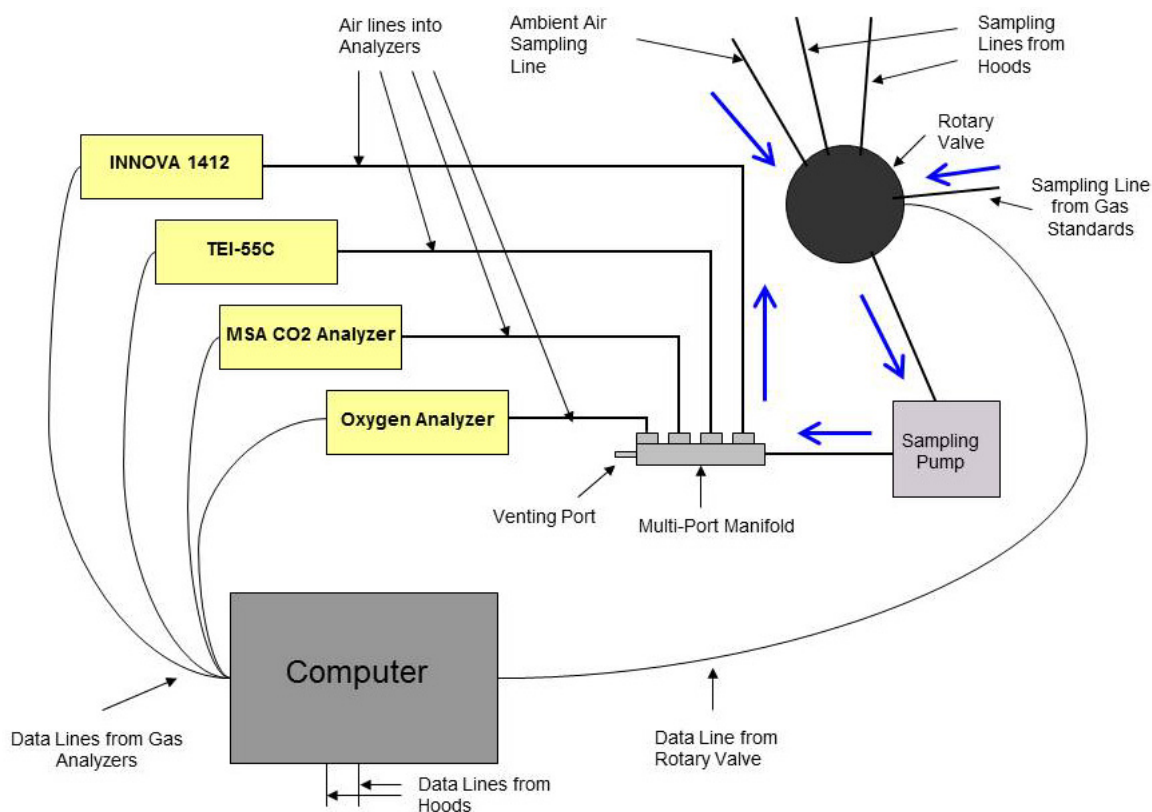 Air lines into
Analyzers
Ambient Air
Sampling
Line
Sampling
Lines from
Hoods
Rotary
Valve
INNOVA 1412
Sampling Line
from Gas
Standards
TEI-55C
MSA CO2 Analyzer
Oxygen Analyzer
Sampling
Pump
Venting Port
Multi-Port Manifold
Computer
Data Lines from Gas
Analyzers
Data Line from
Rotary Valve
Data Lines from
Hoods